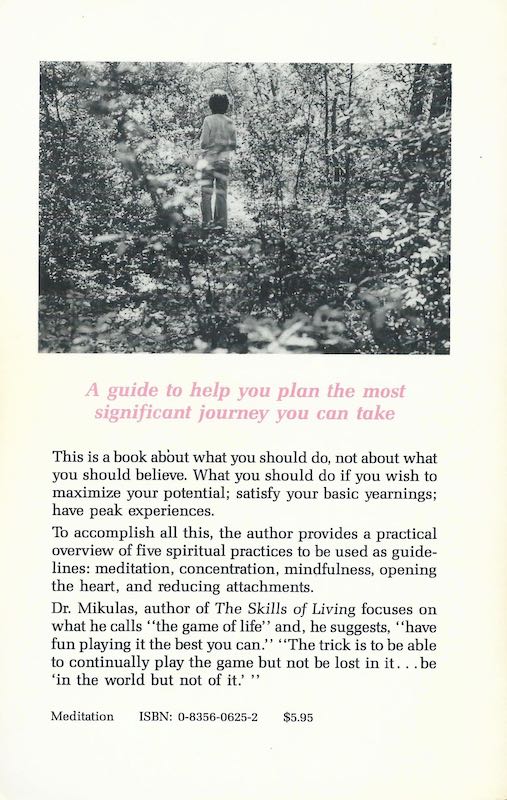 A guide to help you plan the most
significant journey you can take
This is a book about what you should do, not about what
you should believe. What you should do if you wish to
maximize your potential; satisfy your basic yearnings;
have peak experiences.
To accomplish all this, the author provides a practical
overview of five spiritual practices to be used as guide-
lines: meditation, concentration, mindfulness, opening
the heart, and reducing attachments.
Dr. Mikulas, author of The Skills of Living focuses on
what he calls ‘‘the game of life’’ and, he suggests, ‘‘have
fun playing it the best you can.’’ ‘‘The trick is to be able
to continually play the game but not be lost in it. . .be
‘in the world but not of it.’ ’’
Meditation ISBN: 0-8356-0625-2 $5.95